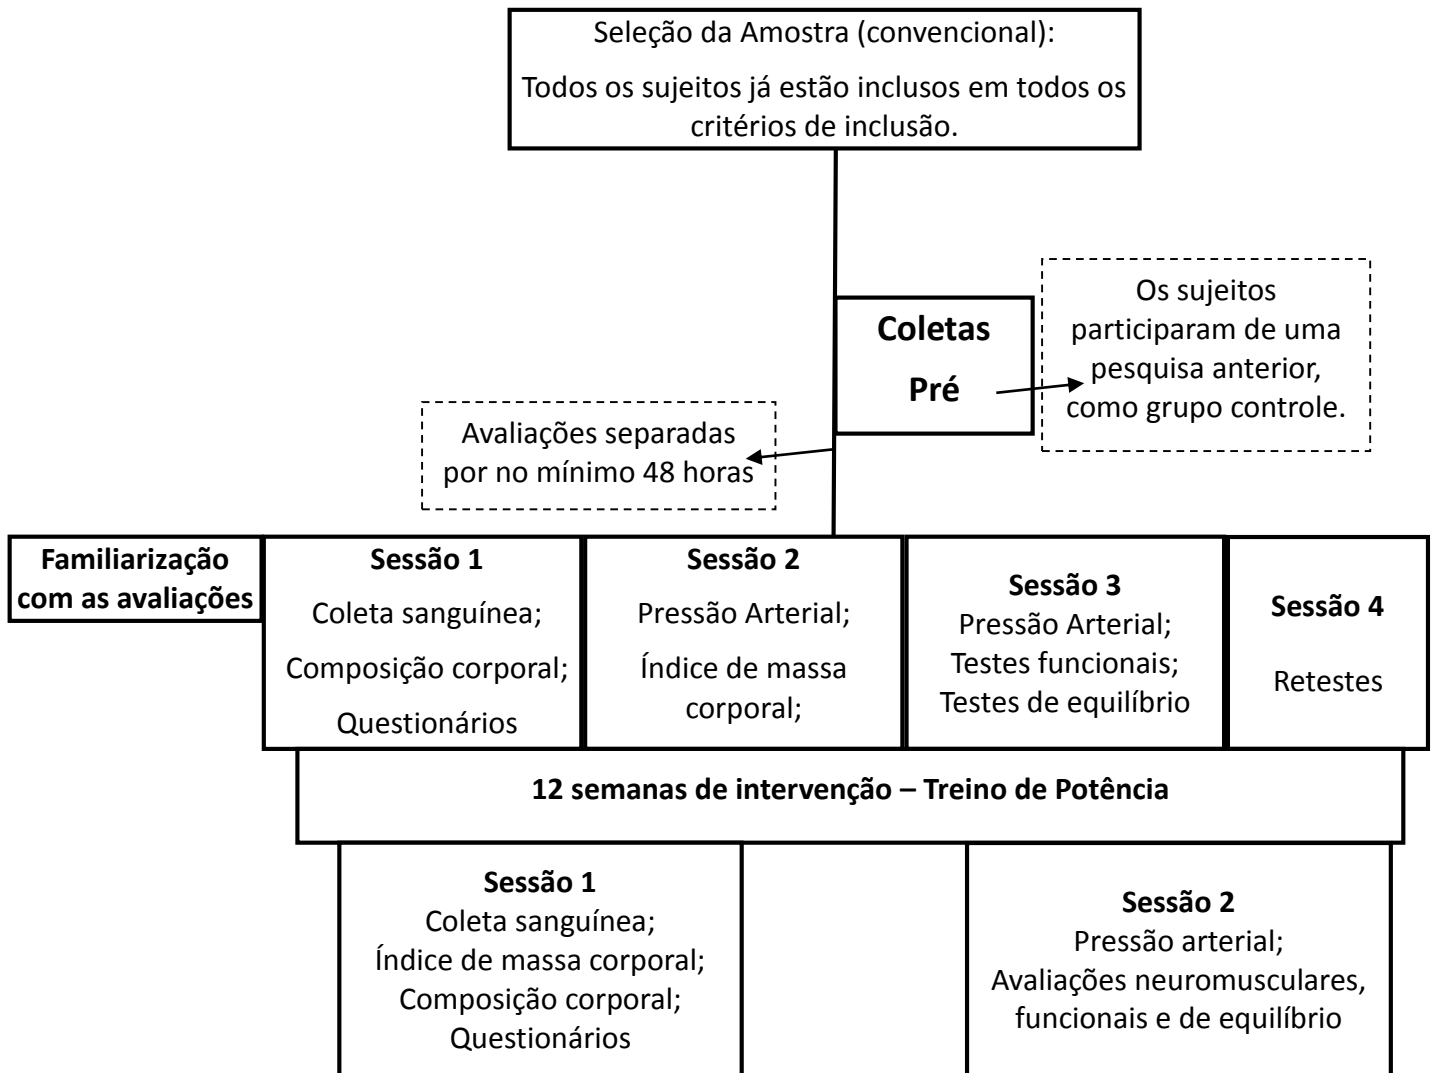 Seleção da Amostra (convencional):
Todos os sujeitos já estão inclusos em todos os
critérios de inclusão.
Coletas
Pré
Os sujeitos
participaram de uma
pesquisa anterior,
como grupo controle.
Avaliações separadas
por no mínimo 48 horas
Familiarização
com as avaliações
Sessão 1
Coleta sanguínea;
Composição corporal;
Questionários
Sessão 2
Pressão Arterial;
Índice de massa
corporal;
Sessão 3
Pressão Arterial;
Testes funcionais;
Testes de equilíbrio
Sessão 4
Retestes
12 semanas de intervenção – Treino de Potência
Sessão 1
Coleta sanguínea;
Índice de massa corporal;
Composição corporal;
Questionários
Sessão 2
Pressão arterial;
Avaliações neuromusculares,
funcionais e de equilíbrio